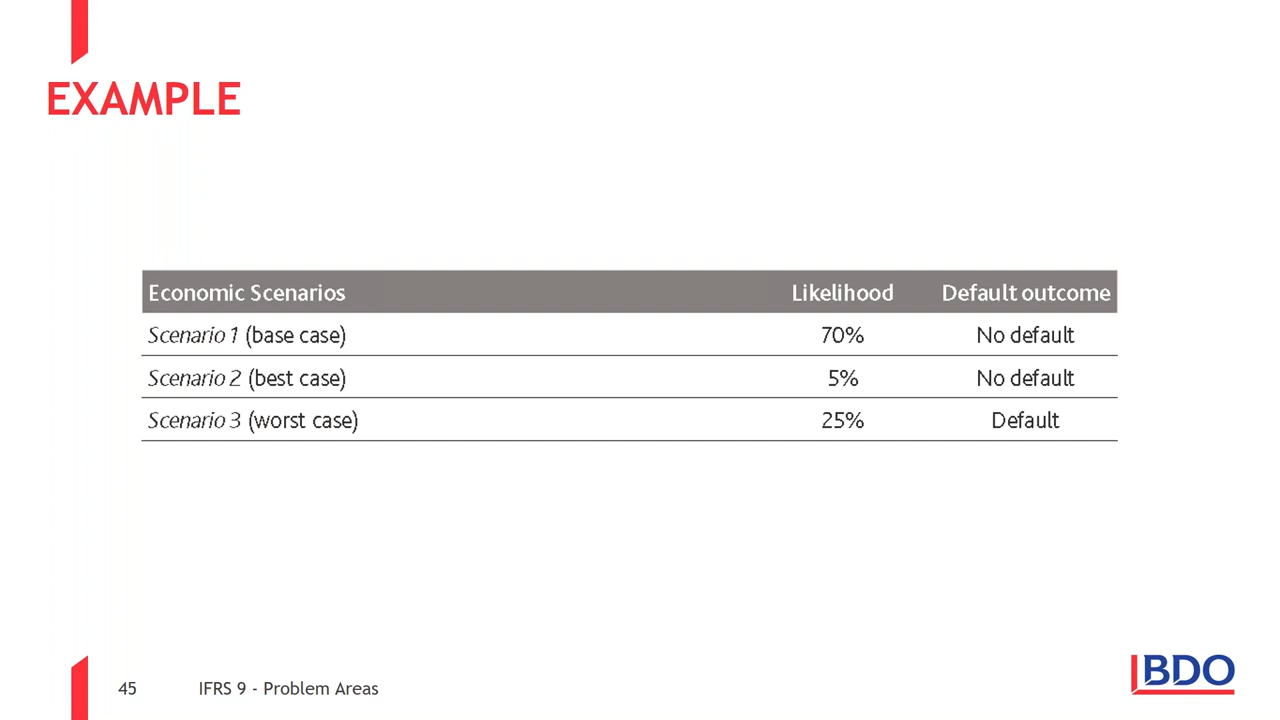 EXAMPLE
Economic Scenarios Likelihood Default outcome
Scenario 1 (base case) 70% No default
Scenario 2 (best case) 5% No default
Scenario 3 (worst case) 25% Default
45 IFRS 9 - Problem Areas
BDO